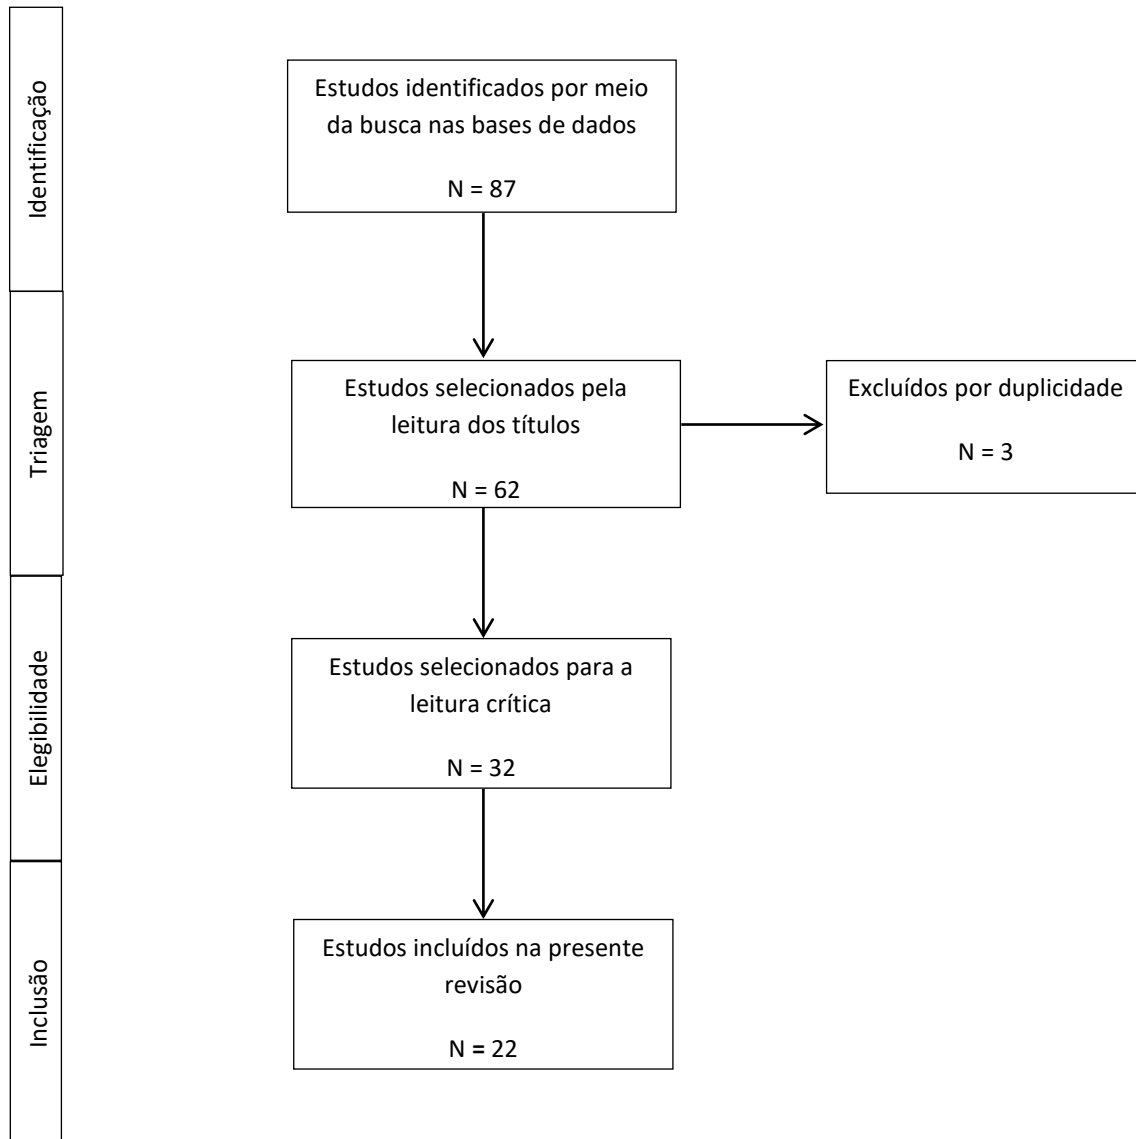 Identificação
Estudos identificados por meio
da busca nas bases de dados
N = 87
Triagem
Estudos selecionados pela
leitura dos títulos
N = 62
Excluídos por duplicidade
N = 3
Elegibilidade
Estudos selecionados para a
leitura crítica
N = 32
Inclusão
Estudos incluídos na presente
revisão
N = 22